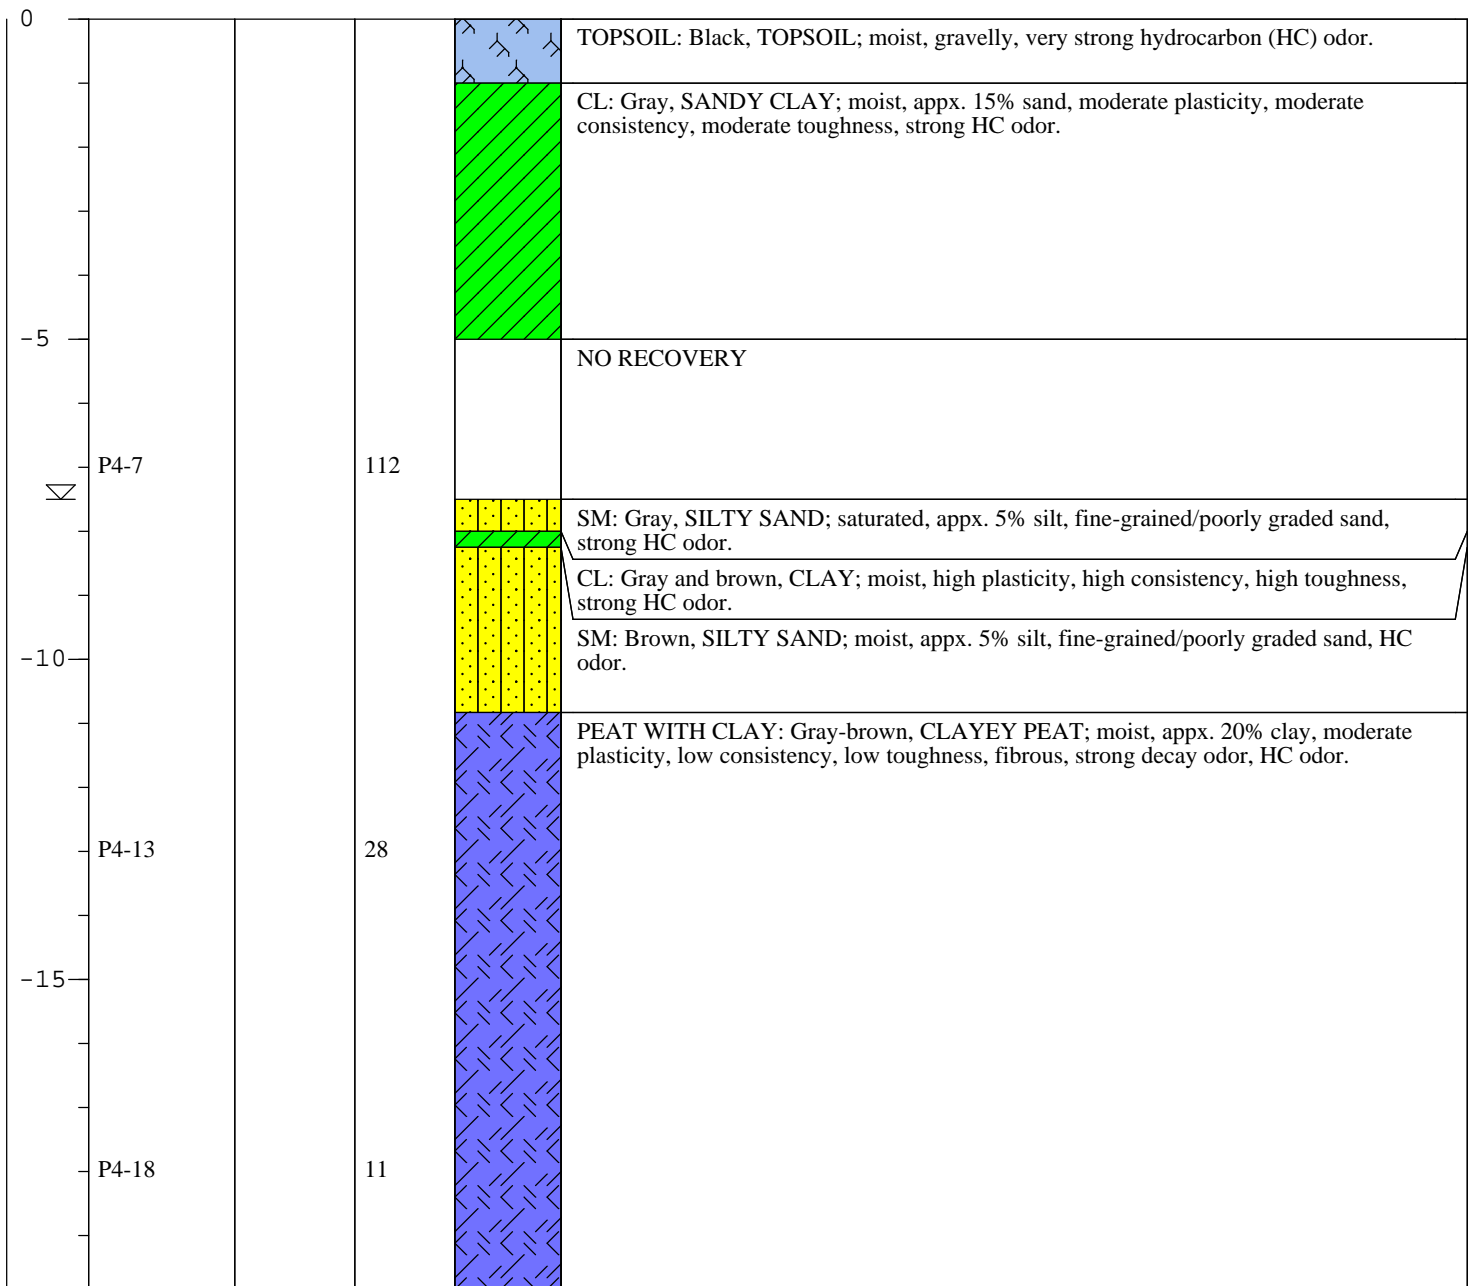 0
TOPSOIL: Black, TOPSOIL; moist, gravelly, very strong hydrocarbon (HC) odor.
CL: Gray, SANDY CLAY; moist, appx. 15% sand, moderate plasticity, moderate
consistency, moderate toughness, strong HC odor.
-5
NO RECOVERY
P4-7 112
SM: Gray, SILTY SAND; saturated, appx. 5% silt, fine-grained/poorly graded sand,
strong HC odor.
CL: Gray and brown, CLAY; moist, high plasticity, high consistency, high toughness,
strong HC odor.
SM: Brown, SILTY SAND; moist, appx. 5% silt, fine-grained/poorly graded sand, HC
odor.
-10
PEAT WITH CLAY: Gray-brown, CLAYEY PEAT; moist, appx. 20% clay, moderate
plasticity, low consistency, low toughness, fibrous, strong decay odor, HC odor.
P4-13 28
-15
P4-18 11